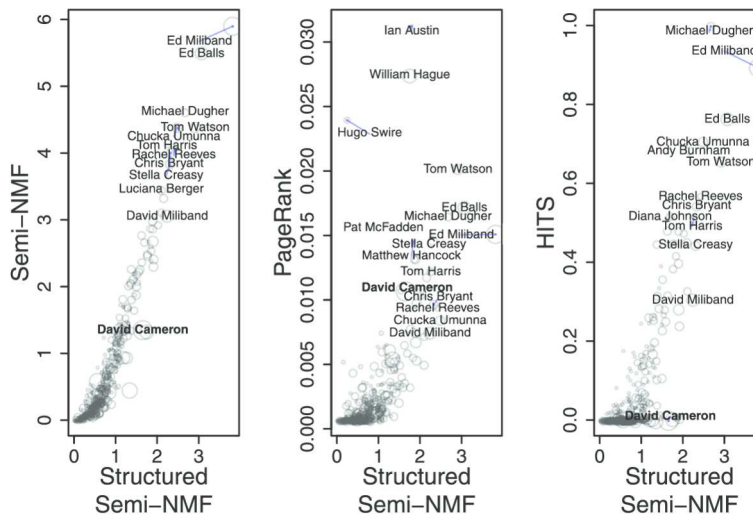 Semi−NMF
6
5
4
3
2
1
0
Ed Miliband
Ed Balls
Michael Dugher
Tom Watson
Chucka Umunna
Tom Harris
Rachel Reeves
Chris Bryant
Stella Creasy
Luciana Berger
David Miliband
David Cameron
0 1 2 3
Structured
Semi−NMF
PageRank
0.030
0.025
0.020
0.015
0.010
0.005
0.000
Ian Austin
William Hague
Hugo Swire
Tom Watson
Ed Balls
Michael Dugher
Pat McFadden
Ed Miliband
Stella Creasy
Matthew Hancock
Tom Harris
David Cameron
Chris Bryant
Rachel Reeves
Chucka Umunna
David Miliband
0 1 2 3
Structured
Semi−NMF
HITS
1.0
0.8
0.6
0.4
0.2
0.0
Michael Dugher
Ed Miliband
Ed Balls
Chucka Umunna
Andy Burnham
Tom Watson
Rachel Reeves
Chris Bryant
Diana Johnson
Tom Harris
Stella Creasy
David Miliband
David Cameron
0 1 2 3
Structured
Semi−NMF